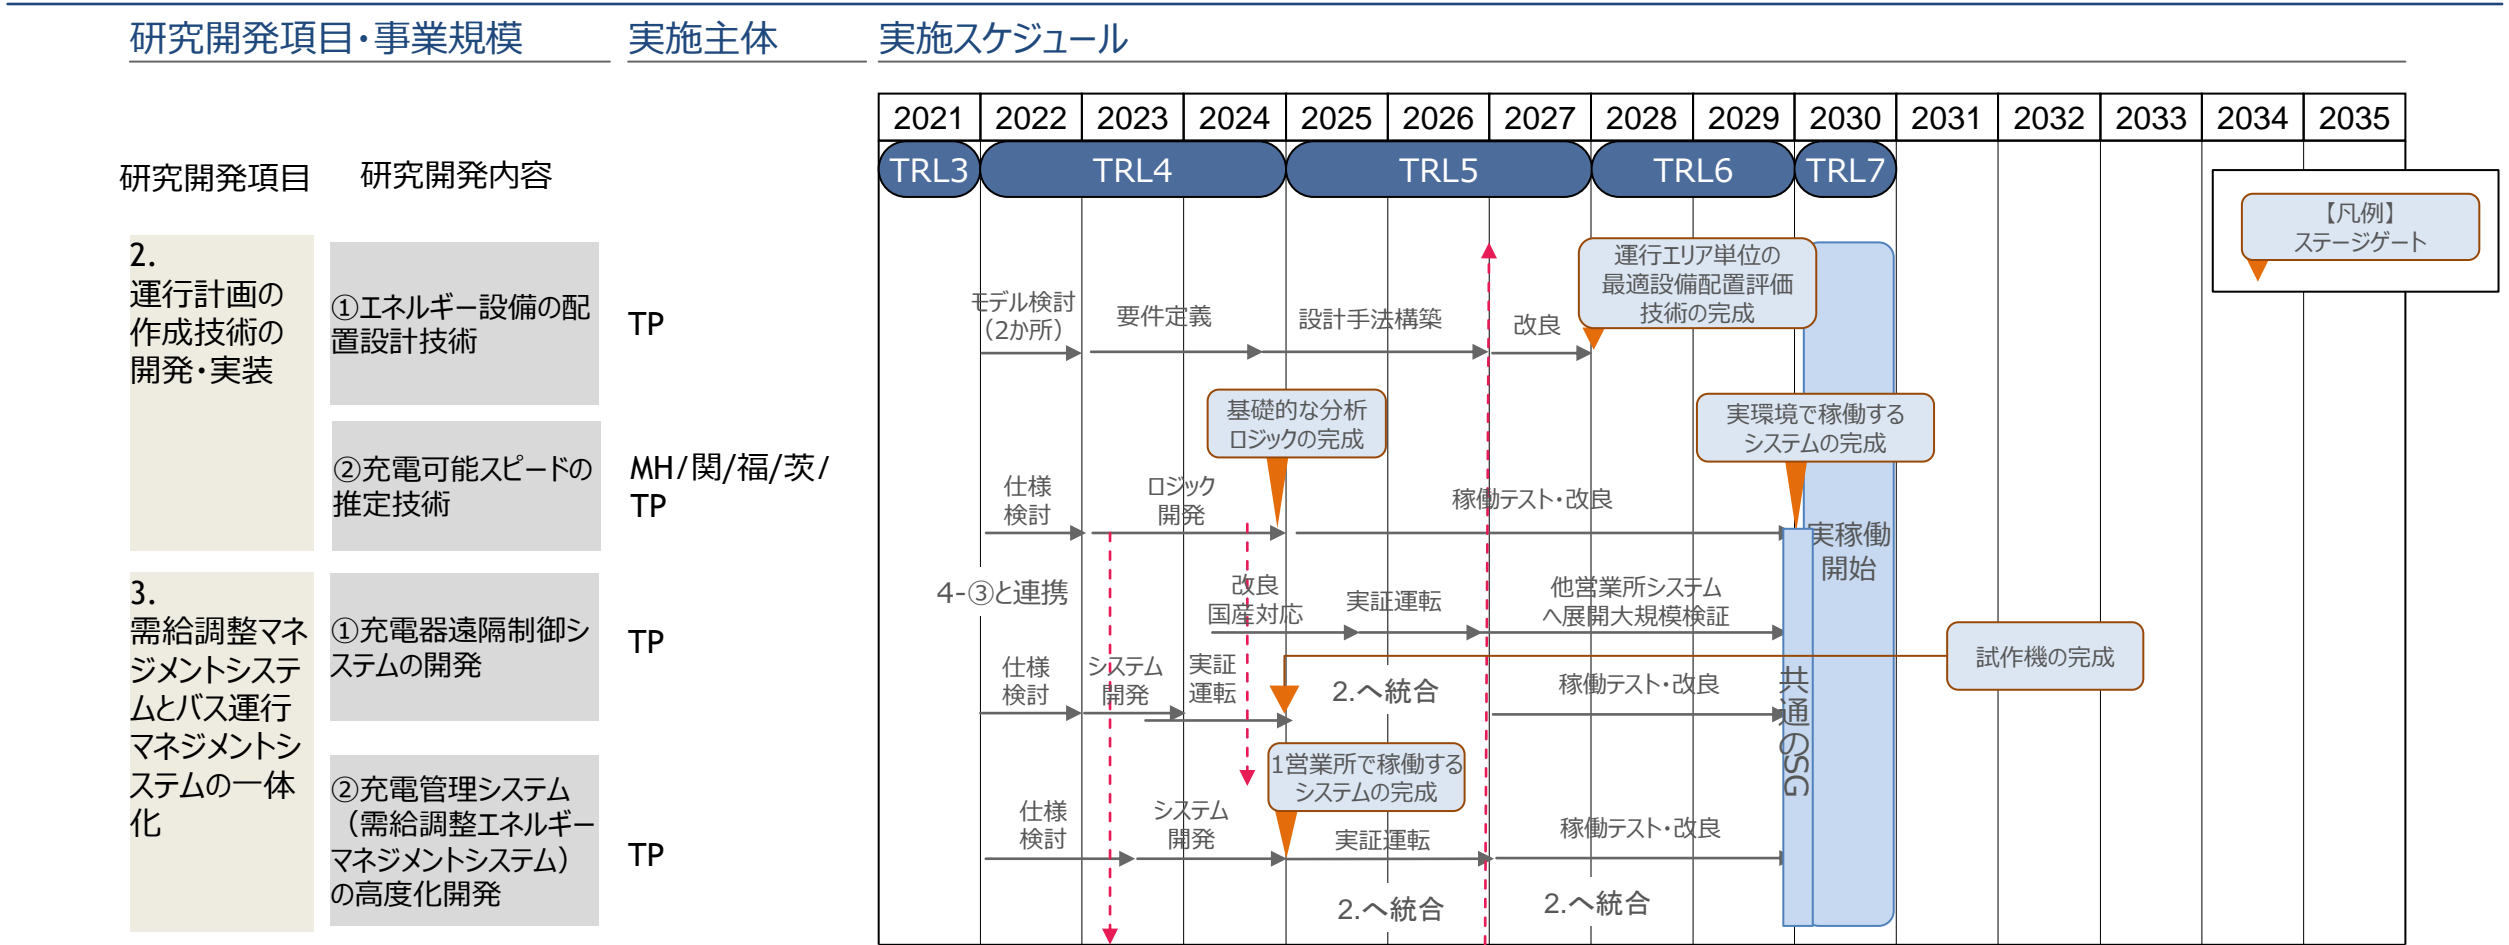 研究開発項目・事業規模
実施主体
実施スケジュール
2021 2022 2023 2024 2025 2026 2027 2028 2029 2030 2031 2032 2033 2034 2035
研究開発項目
研究開発内容
TRL3 TRL4 TRL5 TRL6 TRL7
【凡例】
ステージゲート
2.
運行計画の
作成技術の
開発・実装
①エネルギー設備の配
置設計技術
TP
モデル検討
（2か所）
要件定義
設計手法構築
改良
運行エリア単位の
最適設備配置評価
技術の完成
②充電可能スピードの
推定技術
MH/関/福/茨/
TP
仕様
検討
ロジック
開発
基礎的な分析
ロジックの完成
稼働テスト・改良
実環境で稼働する
システムの完成
実稼働
開始
3.
需給調整マネ
ジメントシステ
ムとバス運行
マネジメントシ
ステムの一体
化
①充電器遠隔制御シ
ステムの開発
TP
4-③と連携
改良
国産対応
実証運転
他営業所システム
へ展開大規模検証
仕様
検討
システム
開発
実証
運転
2.へ統合
稼働テスト・改良
試作機の完成
共通のSG
②充電管理システム
（需給調整エネルギー
マネジメントシステム）
の高度化開発
TP
仕様
検討
システム
開発
1営業所で稼働する
システムの完成
実証運転
稼働テスト・改良
2.へ統合
2.へ統合